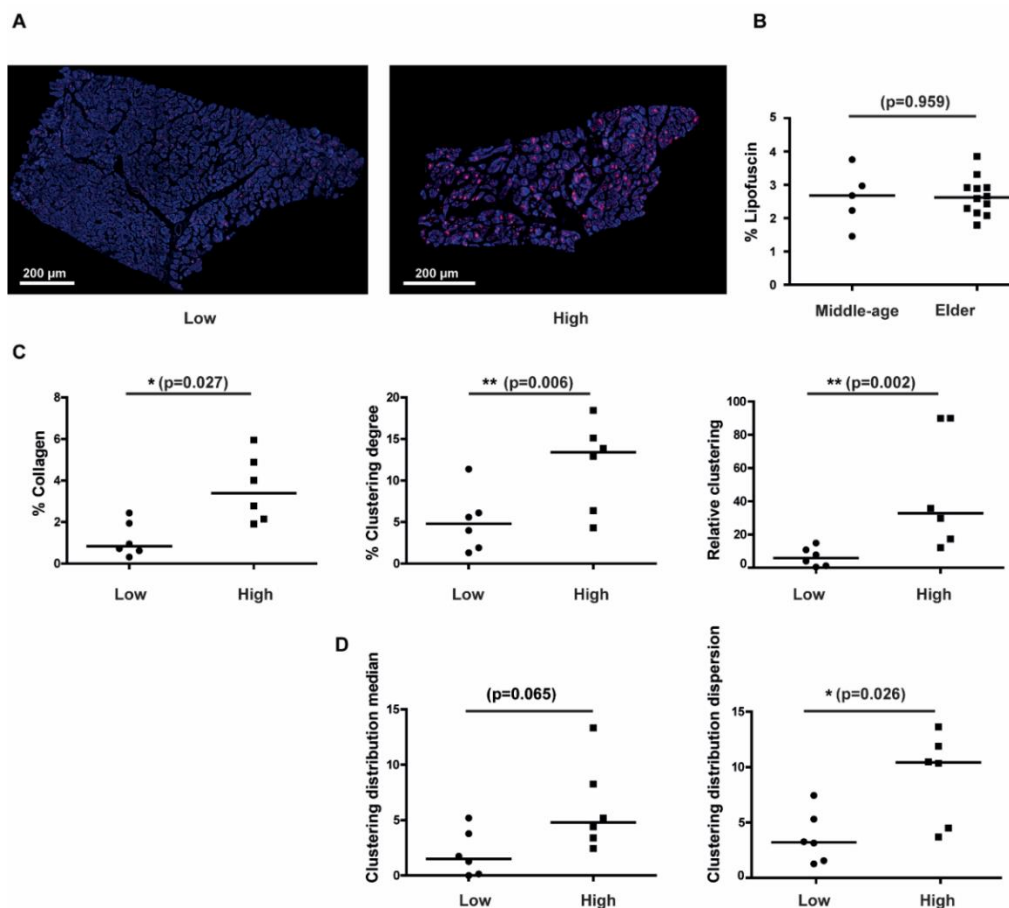 A
200 µm
Low
200 µm
High
B
(p=0.959)
% Lipofuscin
5
4
3
2
1
0
Middle-age
Elder
C
* (p=0.027)
% Collagen
8
6
4
2
0
Low
High
** (p=0.006)
% Clustering degree
20
15
10
5
0
Low
High
** (p=0.002)
Relative clustering
100
80
60
40
20
0
Low
High
D
(p=0.065)
Clustering distribution median
15
10
5
0
Low
High
* (p=0.026)
Clustering distribution dispersion
15
10
5
0
Low
High